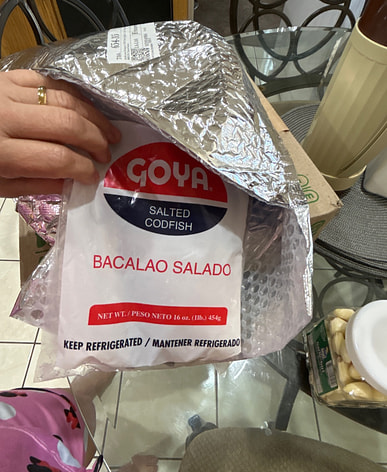 GOYA
SALTED
CODFISH
BACALAO SALADO
NET WT. / PESO NETO 16 oz. (1lb.) 454g
KEEP REFRIGERATED / MANTENER REFRIGERADO